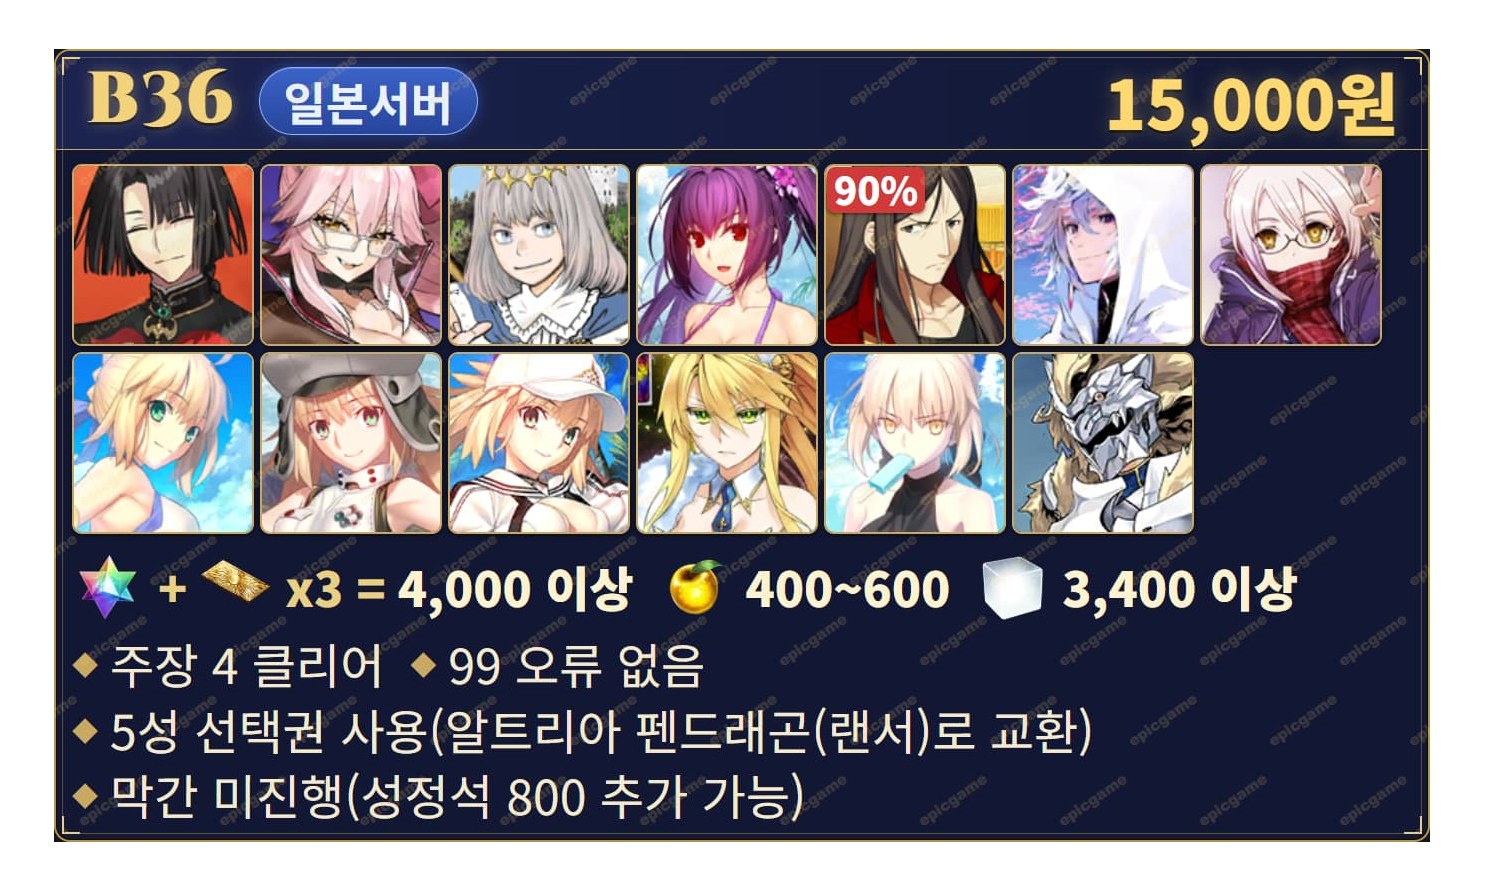 B36 일본서버 15,000원
90%
+ x3 = 4,000 이상 400~600 3,400 이상
◆ 주장 4 클리어 ◆ 99 오류 없음
◆ 5성 선택권 사용(알트리아 펜드래곤(랜서)로 교환)
◆ 막간 미진행(성정석 800 추가 가능)
epicgame